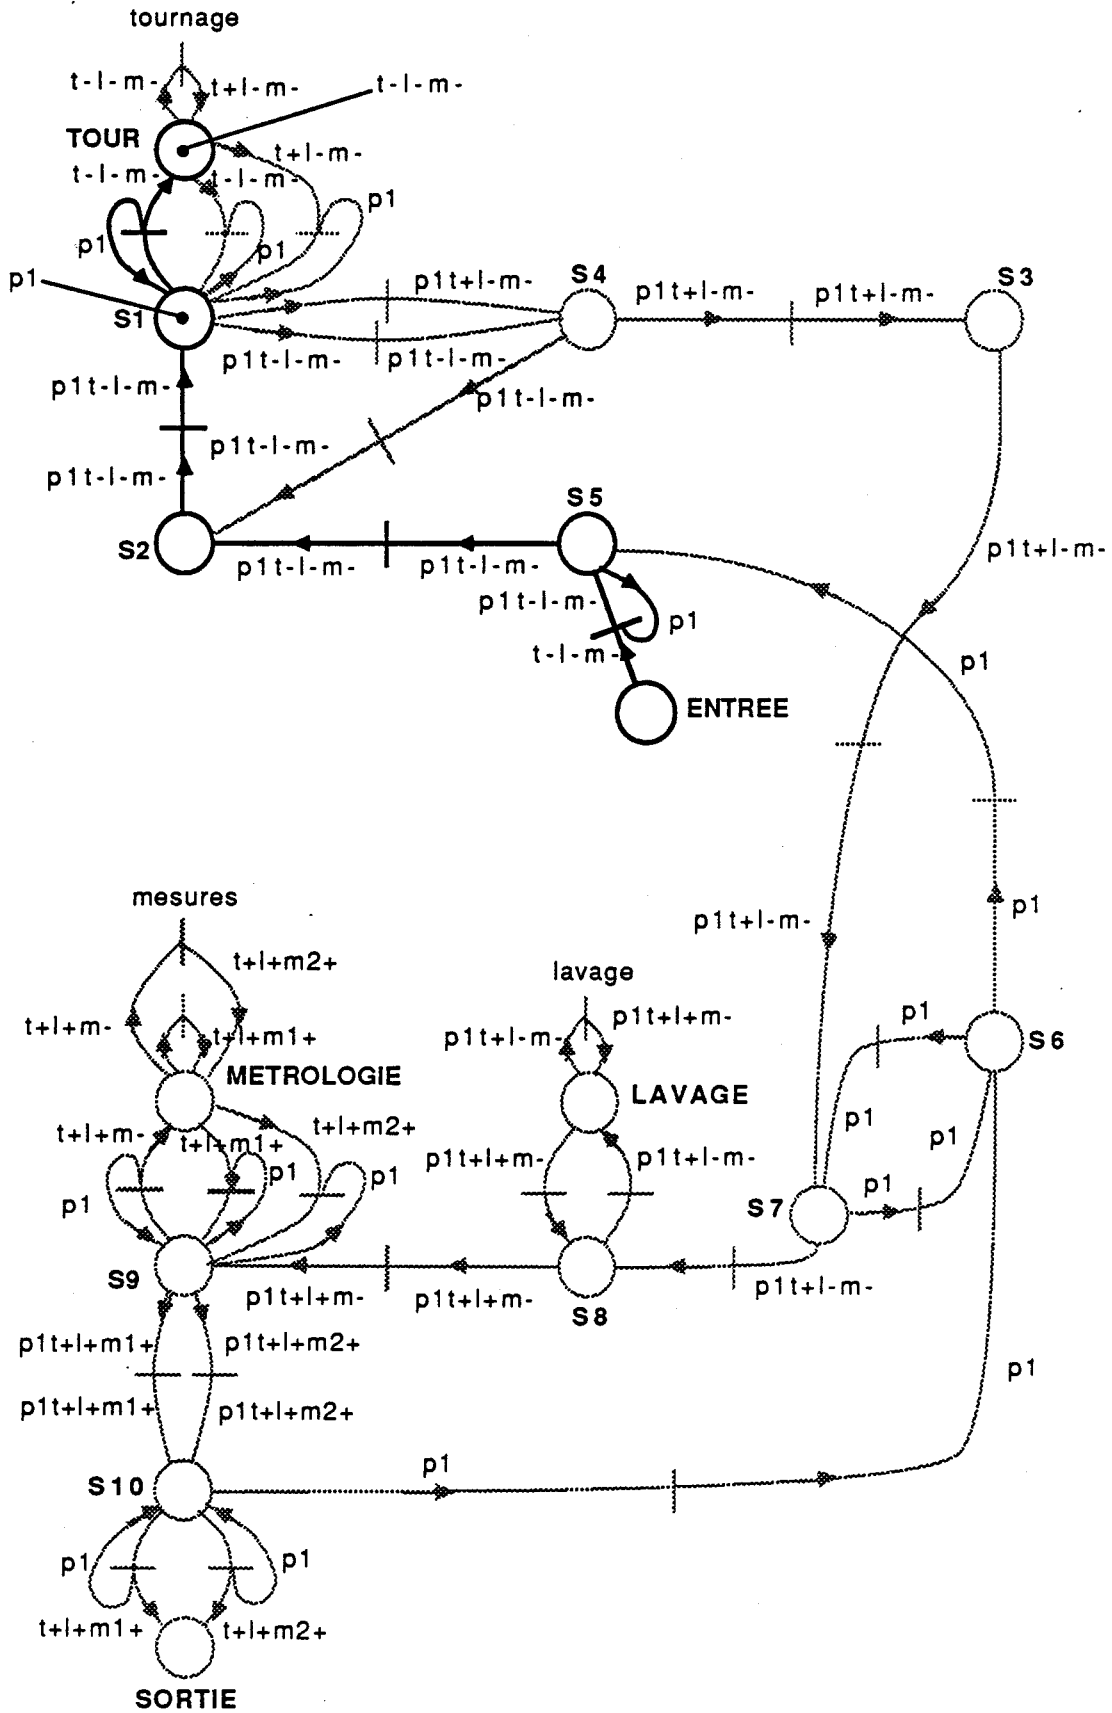 tournage
t-l-m- t+l-m- t-l-m-
TOUR
t+l-m-
t-l-m- t-l-m-
p1
p1 p1
p1
S1
S4
S3
p1t+l-m- p1t+l-m- p1t+l-m-
p1t-l-m- p1t-l-m-
p1t-l-m-
p1t-l-m-
p1t-l-m-
p1t-l-m-
S5
S2
p1t-l-m- p1t-l-m-
p1t+l-m-
p1t-l-m-
p1
t-l-m-
p1
ENTREE
mesures
p1
p1t+l-m-
t+l+m2+
lavage
t+l+m-
t+l+m1+
p1t+l-m- p1t+l+m-
p1
S6
METROLOGIE
LAVAGE
t+l+m2+
t+l+m- t+l+m1+
p1
p1
p1t+l+m- p1t+l-m-
p1 p1
p1
p1
S7
S9
p1t+l+m- p1t+l+m-
S8
p1t+l-m-
p1t+l+m1+ p1t+l+m2+
p1
p1t+l+m1+ p1t+l+m2+
S10
p1
p1 p1
t+l+m1+ t+l+m2+
SORTIE